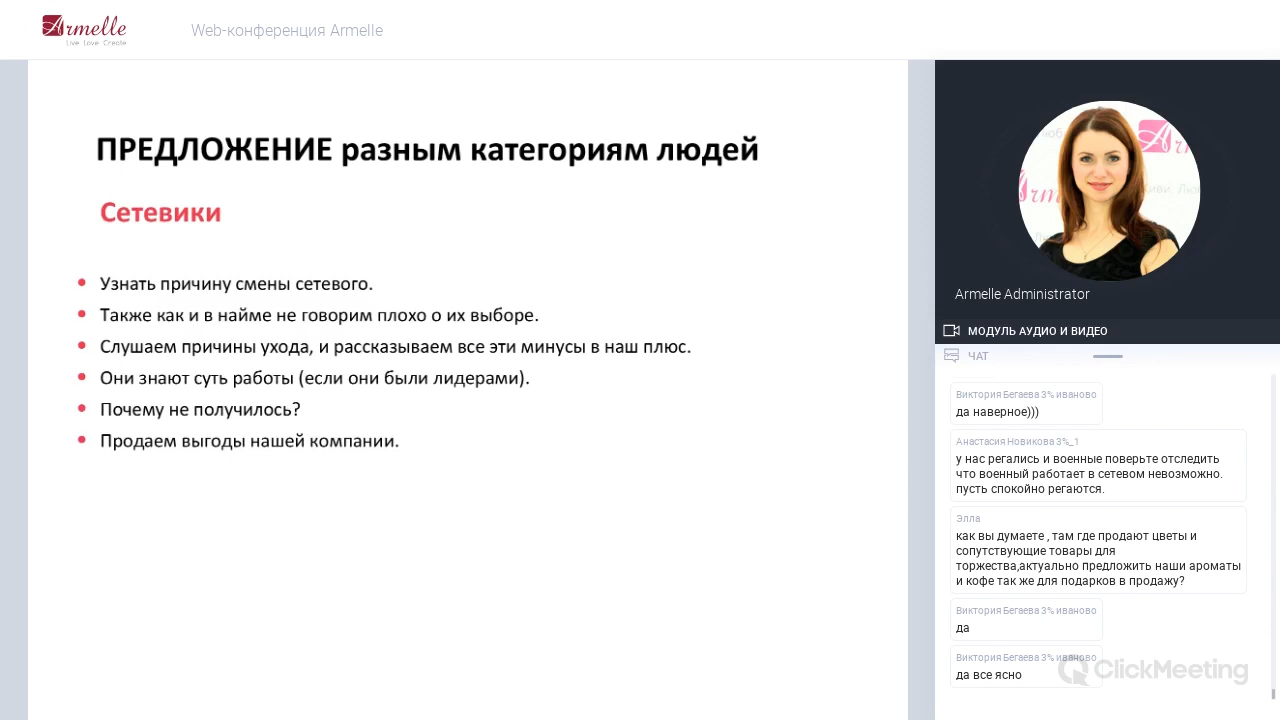 Armelle
Live Love Create
Web-конференция Armelle
ПРЕДЛОЖЕНИЕ разным категориям людей
Сетевики
Узнать причину смены сетевого.
Также как и в найме не говорим плохо о их выборе.
Слушаем причины ухода, и рассказываем все эти минусы в наш плюс.
Они знают суть работы (если они были лидерами).
Почему не получилось?
Продаем выгоды нашей компании.
Armelle Administrator
МОДУЛЬ АУДИО И ВИДЕО
ЧАТ
Виктория Бегаева 3% иваново
да наверное)))
Анастасия Новикова 3%_1
у нас регались и военные поверьте отследить
что военный работает в сетевом невозможно.
пусть спокойно регаются.
Элла
как вы думаете , там где продают цветы и
сопутствующие товары для
торжества,актуально предложить наши ароматы
и кофе так же для подарков в продажу?
Виктория Бегаева 3% иваново
да
Виктория Бегаева 3% иваново
да все ясно
ClickMeeting